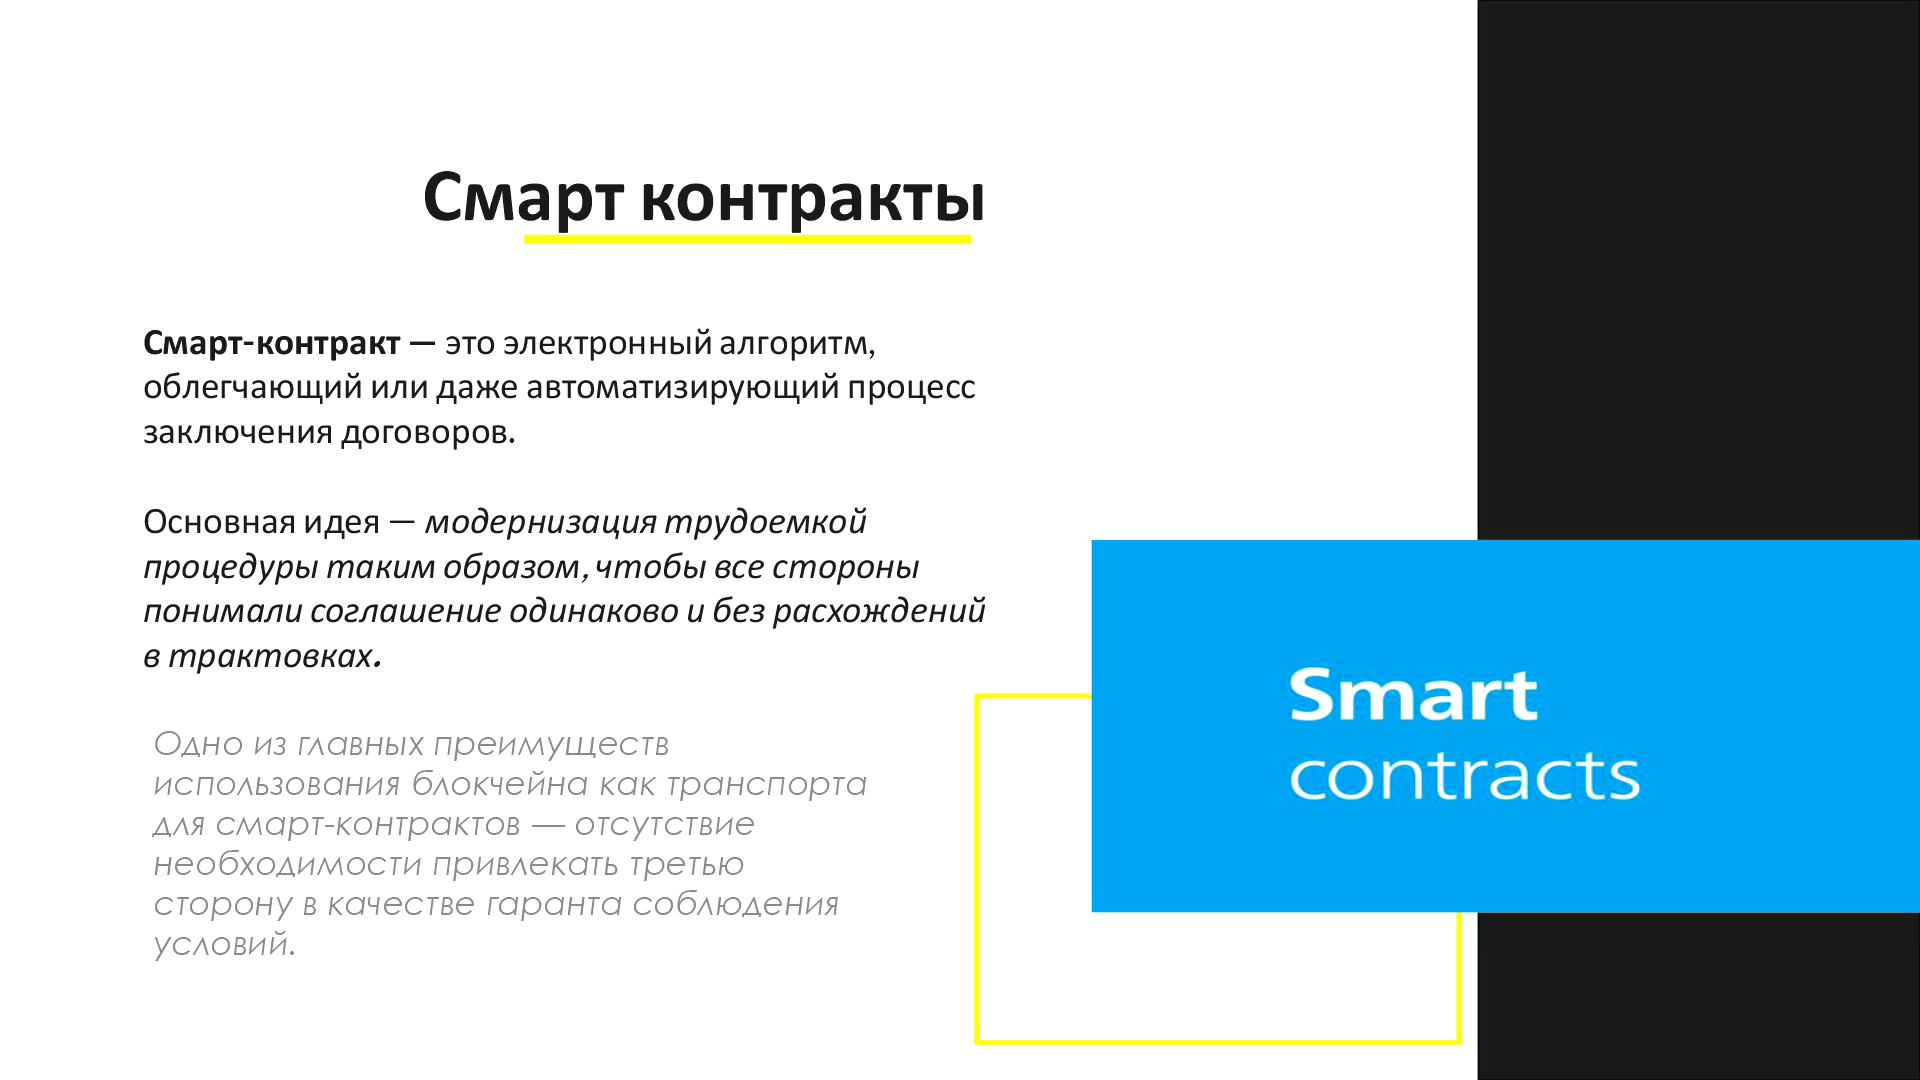 Смарт контракты
Смарт-контракт — это электронный алгоритм,
облегчающий или даже автоматизирующий процесс
заключения договоров.
Основная идея — модернизация трудоемкой
процедуры таким образом, чтобы все стороны
понимали соглашение одинаково и без расхождений
в трактовках.
Одно из главных преимуществ
использования блокчейна как транспорта
для смарт-контрактов — отсутствие
необходимости привлекать третью
сторону в качестве гаранта соблюдения
условий.
Smart
contracts